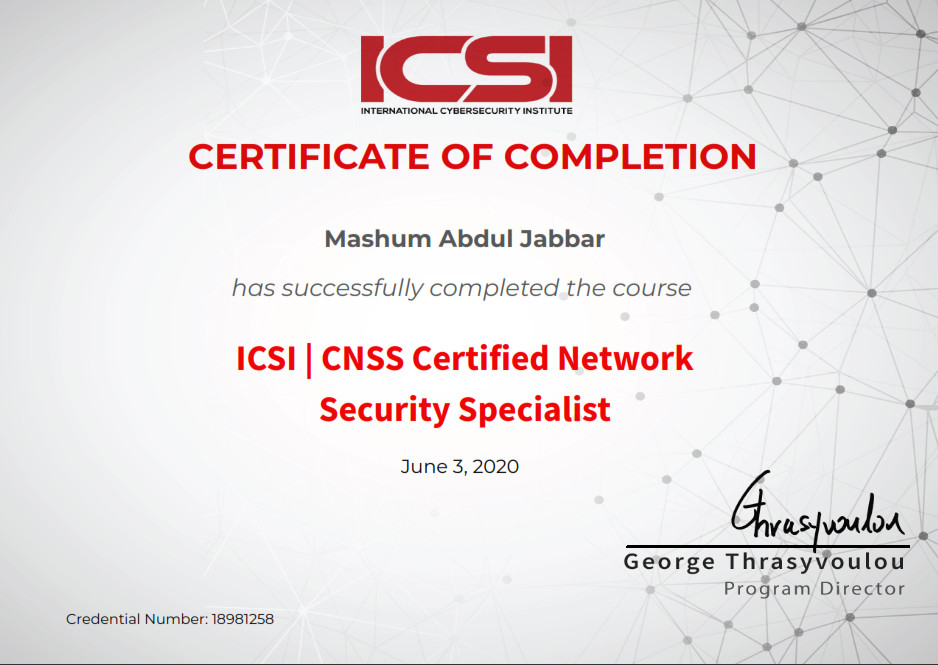 ICSI
INTERNATIONAL CYBERSECURITY INSTITUTE
CERTIFICATE OF COMPLETION
Mashum Abdul Jabbar
has successfully completed the course
ICSI | CNSS Certified Network
Security Specialist
June 3, 2020
Thrasyvoulou
George Thrasyvoulou
Program Director
Credential Number: 18981258